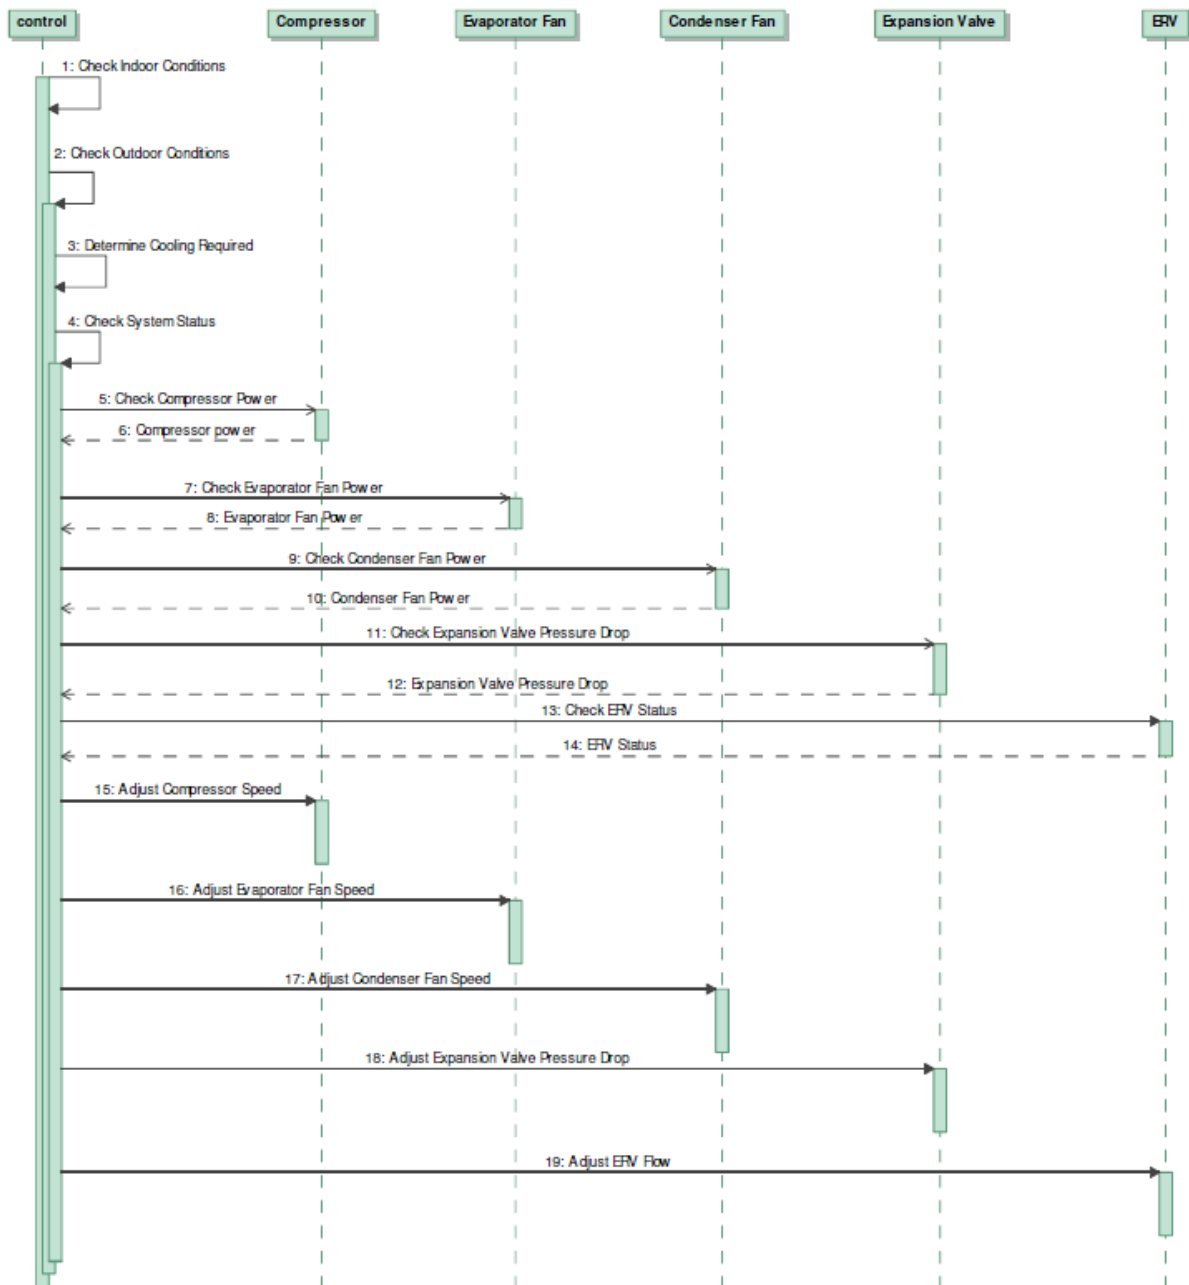 control
Compressor
Evaporator Fan
Condenser Fan
Expansion Valve
ERV
1: Check Indoor Conditions
2: Check Outdoor Conditions
3: Determine Cooling Required
4: Check System Status
5: Check Compressor Power
6: Compressor power
7: Check Evaporator Fan Power
8: Evaporator Fan Power
9: Check Condenser Fan Power
10: Condenser Fan Power
11: Check Expansion Valve Pressure Drop
12: Expansion Valve Pressure Drop
13: Check ERV Status
14: ERV Status
15: Adjust Compressor Speed
16: Adjust Evaporator Fan Speed
17: Adjust Condenser Fan Speed
18: Adjust Expansion Valve Pressure Drop
19: Adjust ERV Flow